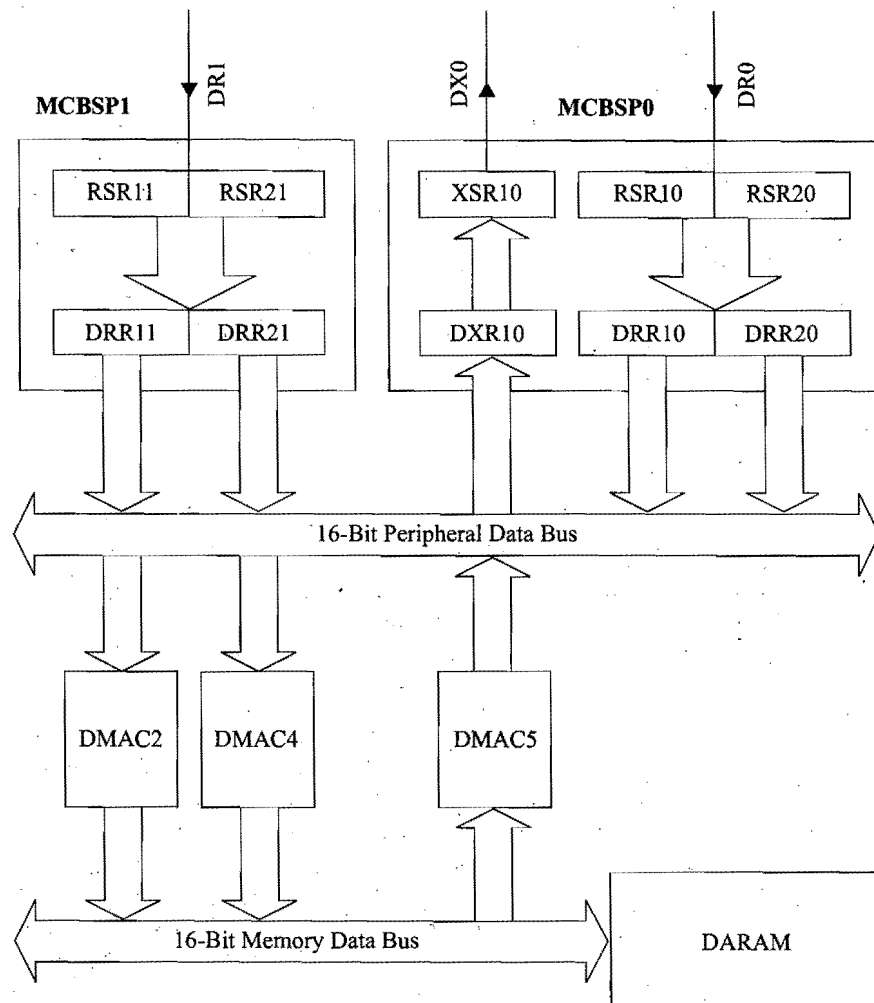 DR1
DX0
DR0
MCBSP1
MCBSP0
RSR11
RSR21
XSR10
RSR10
RSR20
DRR11
DRR21
DXR10
DRR10
DRR20
16-Bit Peripheral Data Bus
DMAC2
DMAC4
DMAC5
16-Bit Memory Data Bus
DARAM